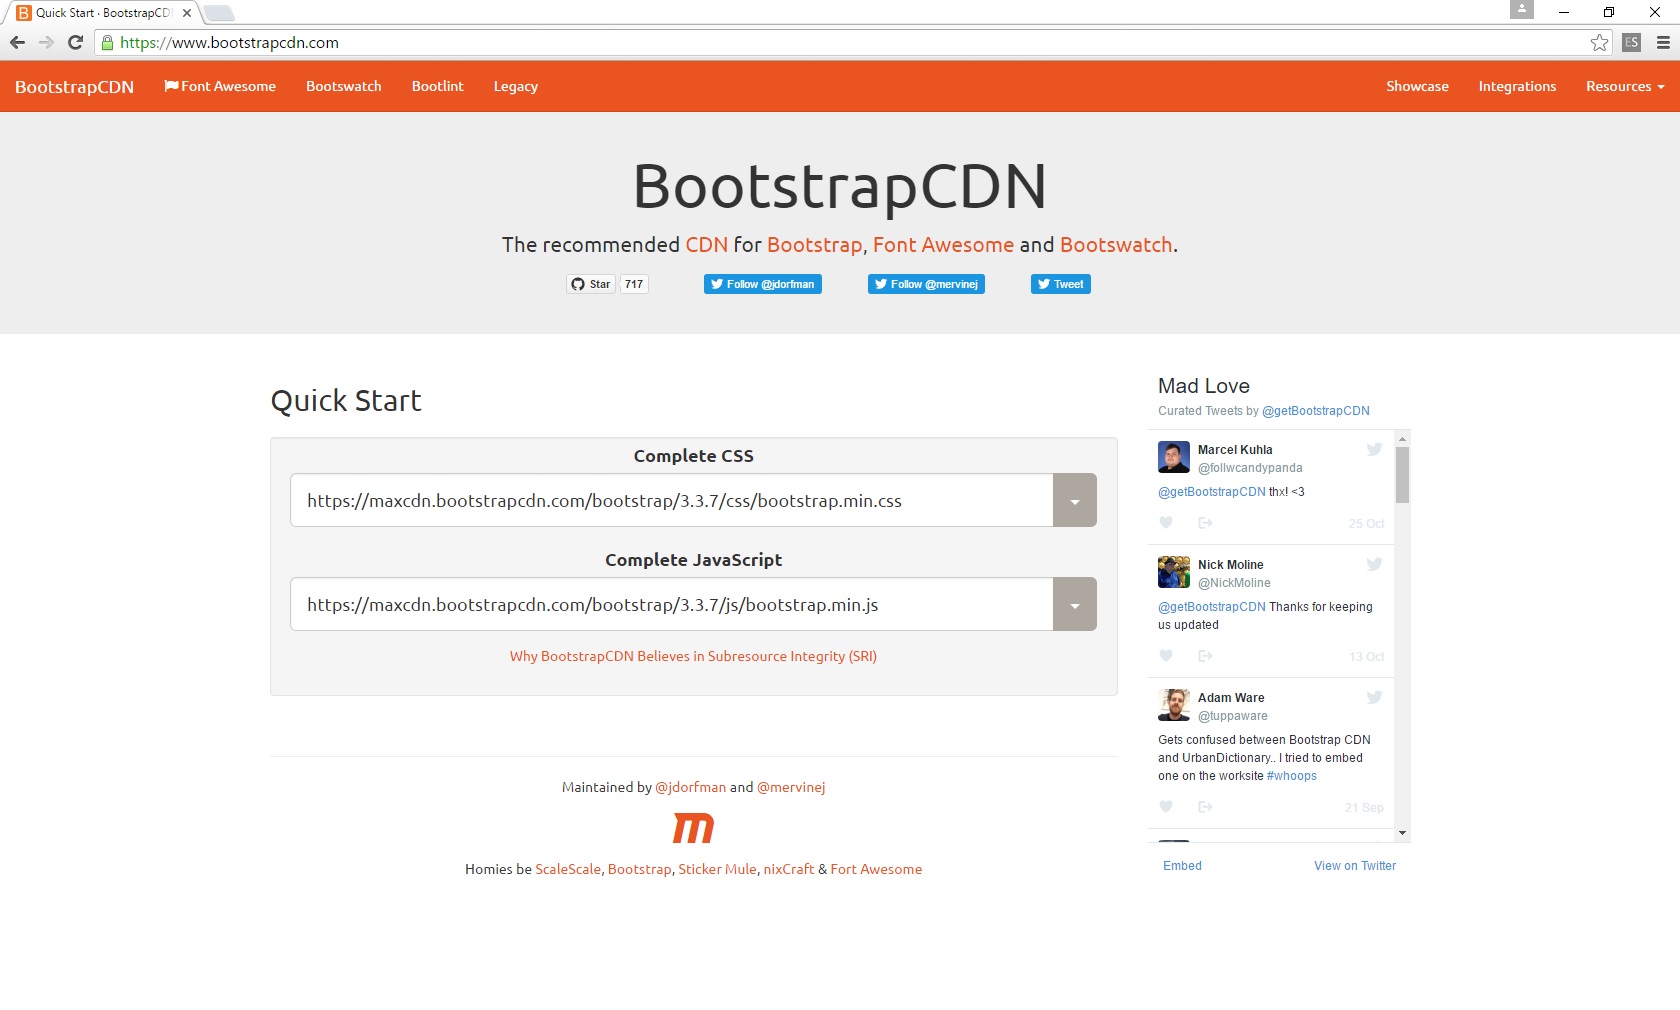 Quick Start · BootstrapCD
https://www.bootstrapcdn.com
ES
BootstrapCDN Font Awesome Bootswatch Bootlint Legacy Showcase Integrations Resources
BootstrapCDN
The recommended CDN for Bootstrap, Font Awesome and Bootswatch.
Star 717 Follow @jdorfman Follow @mervinej Tweet
Quick Start
Complete CSS
https://maxcdn.bootstrapcdn.com/bootstrap/3.3.7/css/bootstrap.min.css
Complete JavaScript
https://maxcdn.bootstrapcdn.com/bootstrap/3.3.7/js/bootstrap.min.js
Why BootstrapCDN Believes in Subresource Integrity (SRI)
Maintained by @jdorfman and @mervinej
m
Homies be ScaleScale, Bootstrap, Sticker Mule, nixCraft & Fort Awesome
Mad Love
Curated Tweets by @getBootstrapCDN
Marcel Kuhla
@follwcandypanda
@getBootstrapCDN thx! <3
25 Oct
Nick Moline
@NickMoline
@getBootstrapCDN Thanks for keeping
us updated
13 Oct
Adam Ware
@tuppaware
Gets confused between Bootstrap CDN
and UrbanDictionary.. I tried to embed
one on the worksite #whoops
21 Sep
Embed View on Twitter